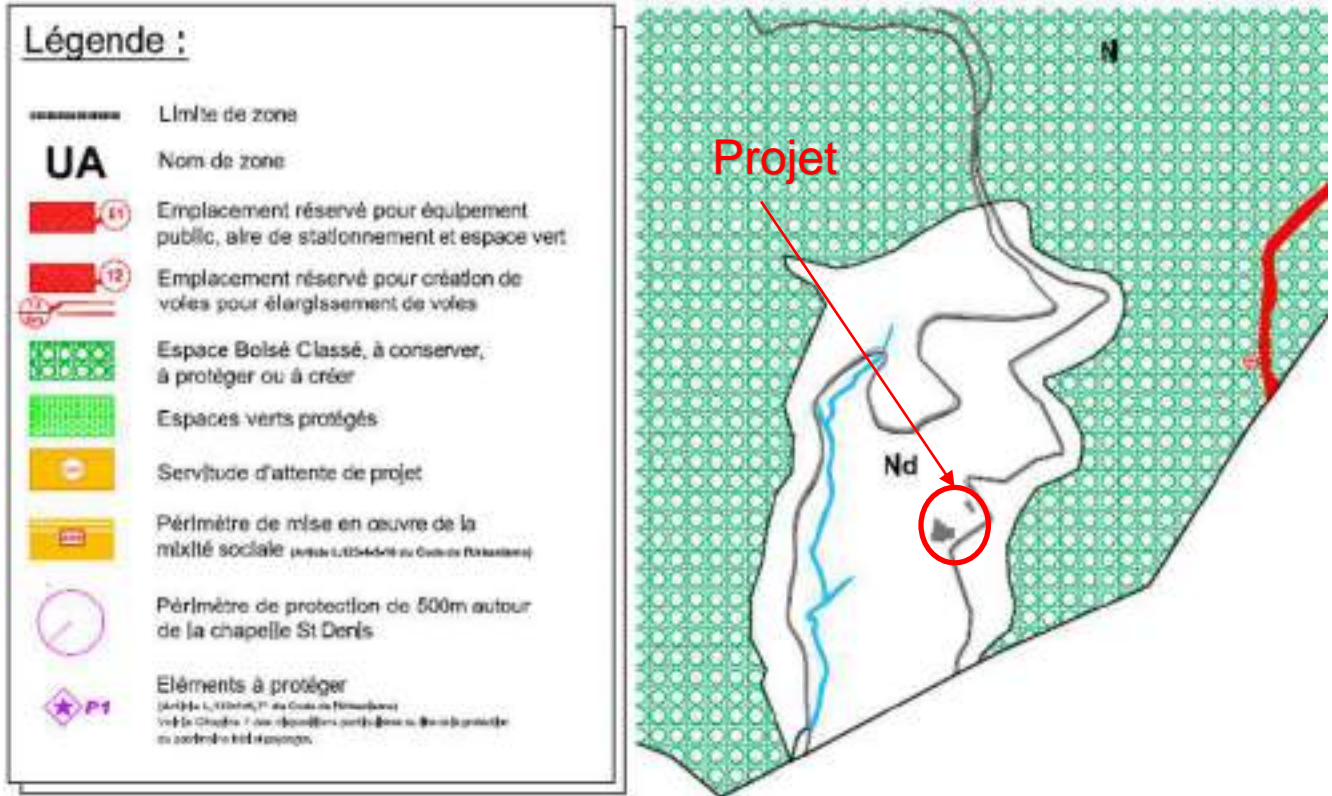 Légende :
Limite de zone
UA
Nom de zone
Emplacement réservé pour équipement
public, aire de stationnement et espace vert
12
Emplacement réservé pour création de
voies pour élargissement de voies
Espace Boisé Classé, à conserver,
à protéger ou à créer
Espaces verts protégés
Servitude d'attente de projet
Périmètre de mise en œuvre de la
mixité sociale
Périmètre de protection de 500m autour
de la chapelle St Denis
P1
Eléments à protéger
N
Projet
Nd